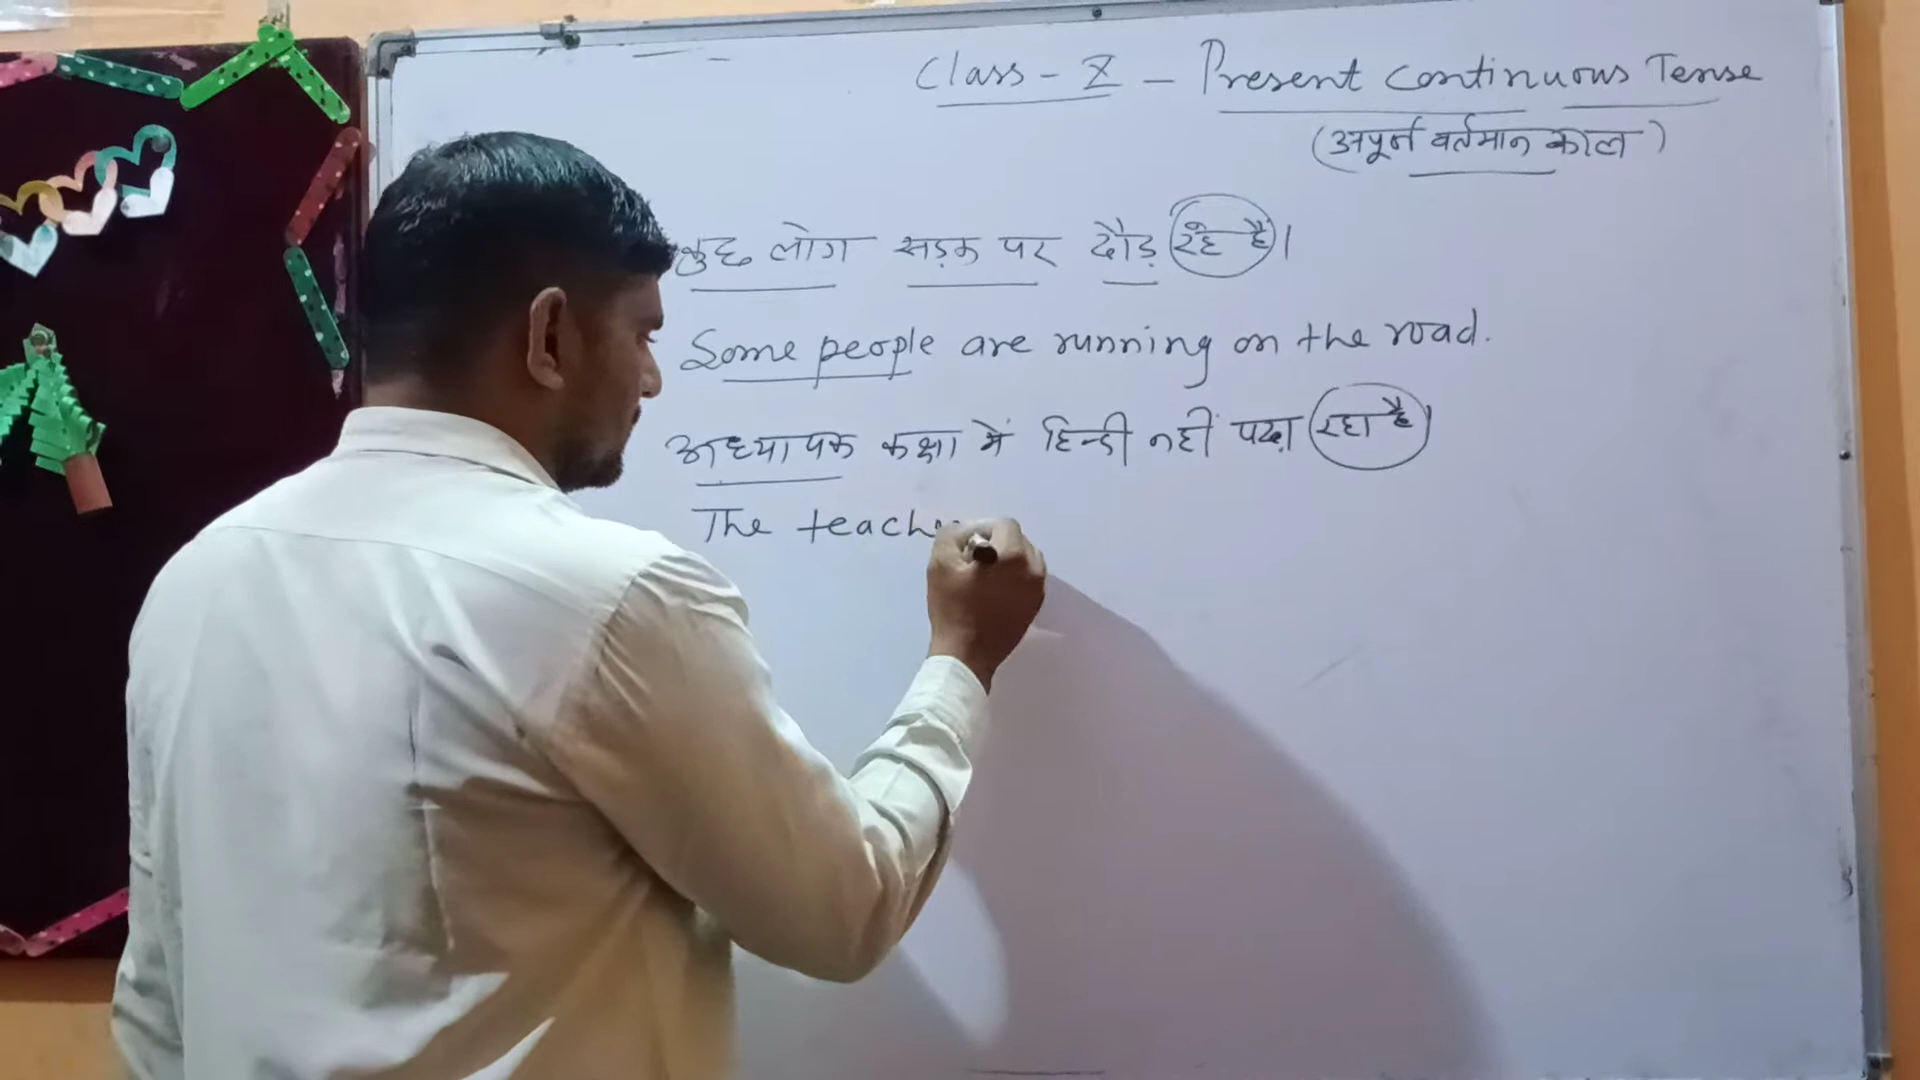 Class - X - Present Continuous Tense
(अपूर्ण वर्तमान काल)
कुछ लोग सड़क पर दौड़ रहे हैं।
Some people are running on the road.
अध्यापक कक्षा में हिन्दी नहीं पढ़ा रहा है।
The teache